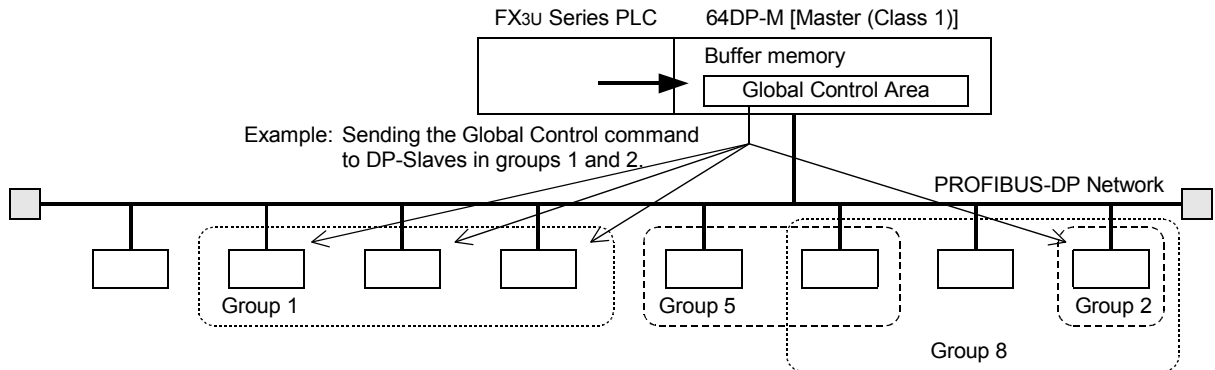 FX3U Series PLC
64DP-M [Master (Class 1)]
Buffer memory
Global Control Area
Example: Sending the Global Control command
to DP-Slaves in groups 1 and 2.
PROFIBUS-DP Network
Group 1
Group 5
Group 2
Group 8